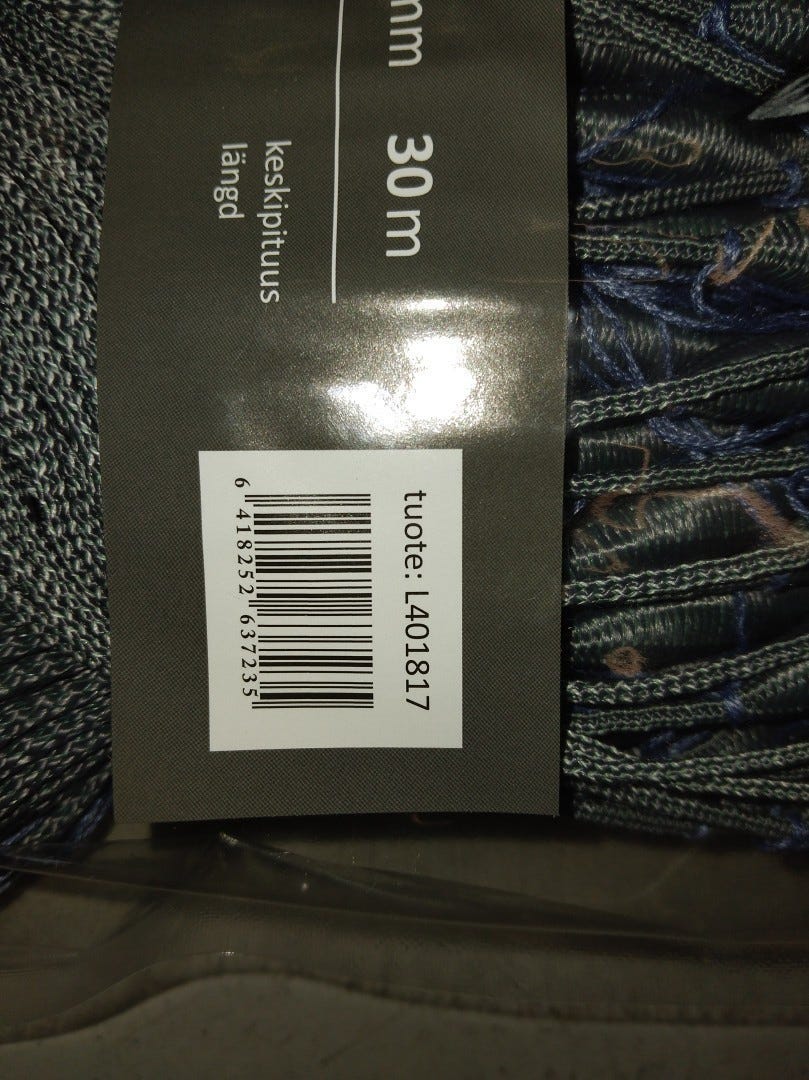 mm
30 m
keskipituus
längd
tuote: L401817
6 418252 637235